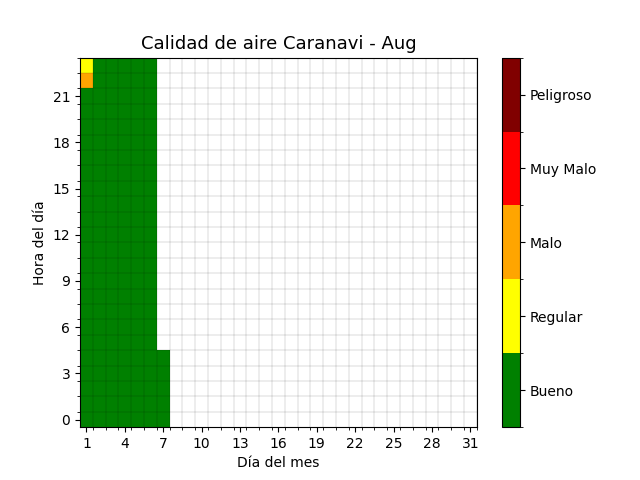 Calidad de aire Caranavi - Aug
Hora del día
21
18
15
12
9
6
3
0
1 4 7 10 13 16 19 22 25 28 31
Día del mes
Peligroso
Muy Malo
Malo
Regular
Bueno